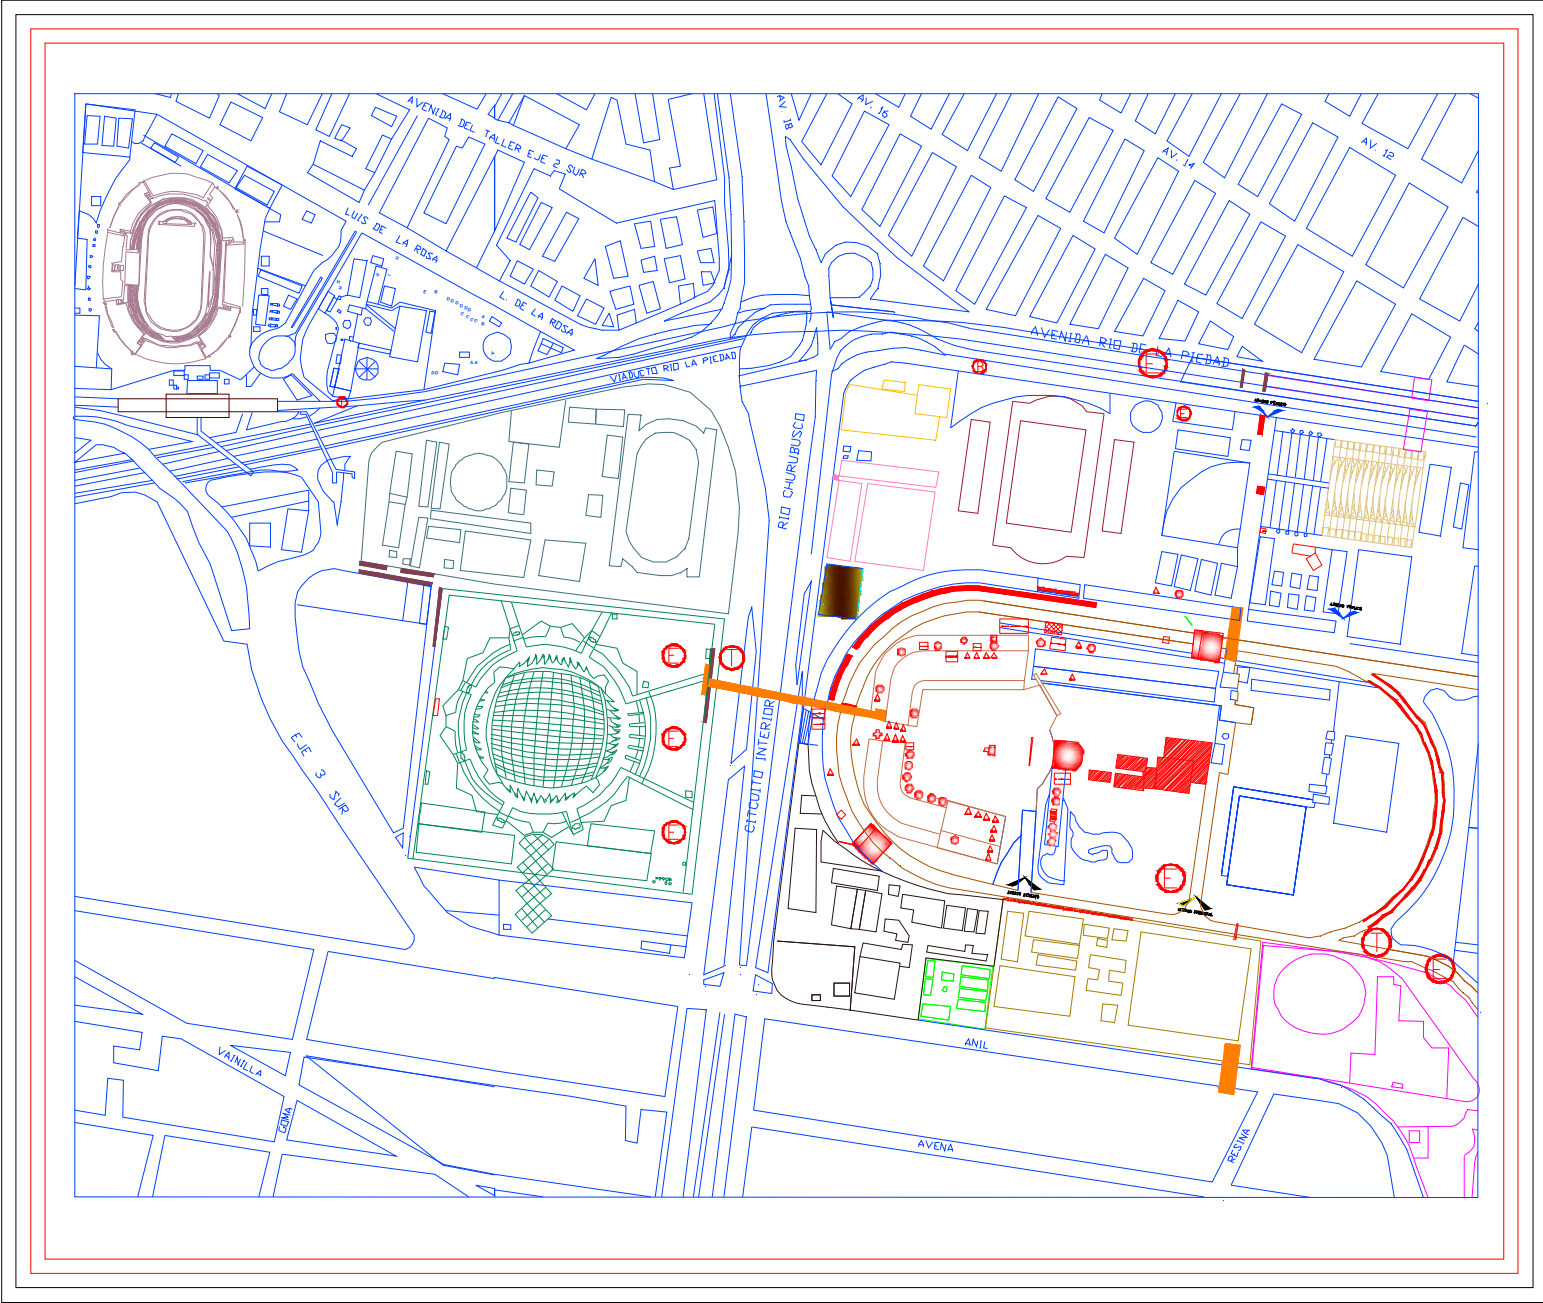 AVENIDA DEL TALLER EJE 2 SUR
AV. 18
AV. 16
AV. 14
AV. 12
LUIS DE LA ROSA
L. DE LA ROSA
AVENIDA RIO DE LA PIEDAD
VIADUCTO RIO LA PIEDAD
RIO CHURUBUSCO
E
E
T
E
E
CITCUITO INTERIOR
EJE 3 SUR
E
T
E
ANIL
VAINILLA
GOMA
AVENA
RESINA